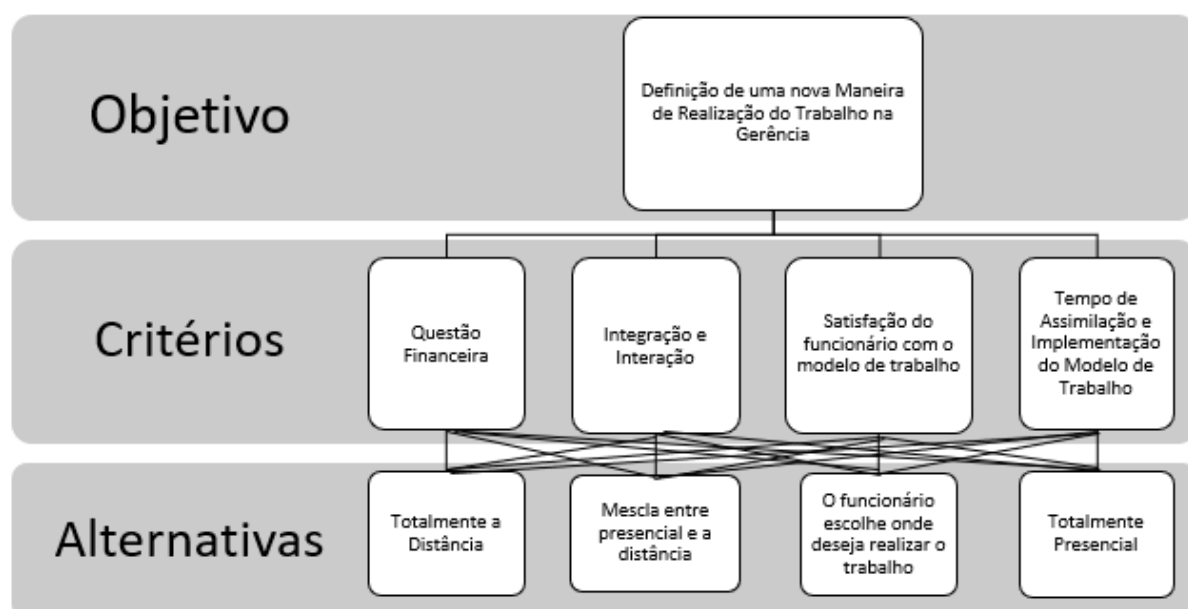 Objetivo
Definição de uma nova Maneira
de Realização do Trabalho na
Gerência
Critérios
Questão
Financeira
Integração e
Interação
Satisfação do
funcionário com o
modelo de trabalho
Tempo de
Assimilação e
Implementação
do Modelo de
Trabalho
Alternativas
Totalmente a
Distância
Mescla entre
presencial e a
distância
O funcionário
escolhe onde
deseja realizar o
trabalho
Totalmente
Presencial